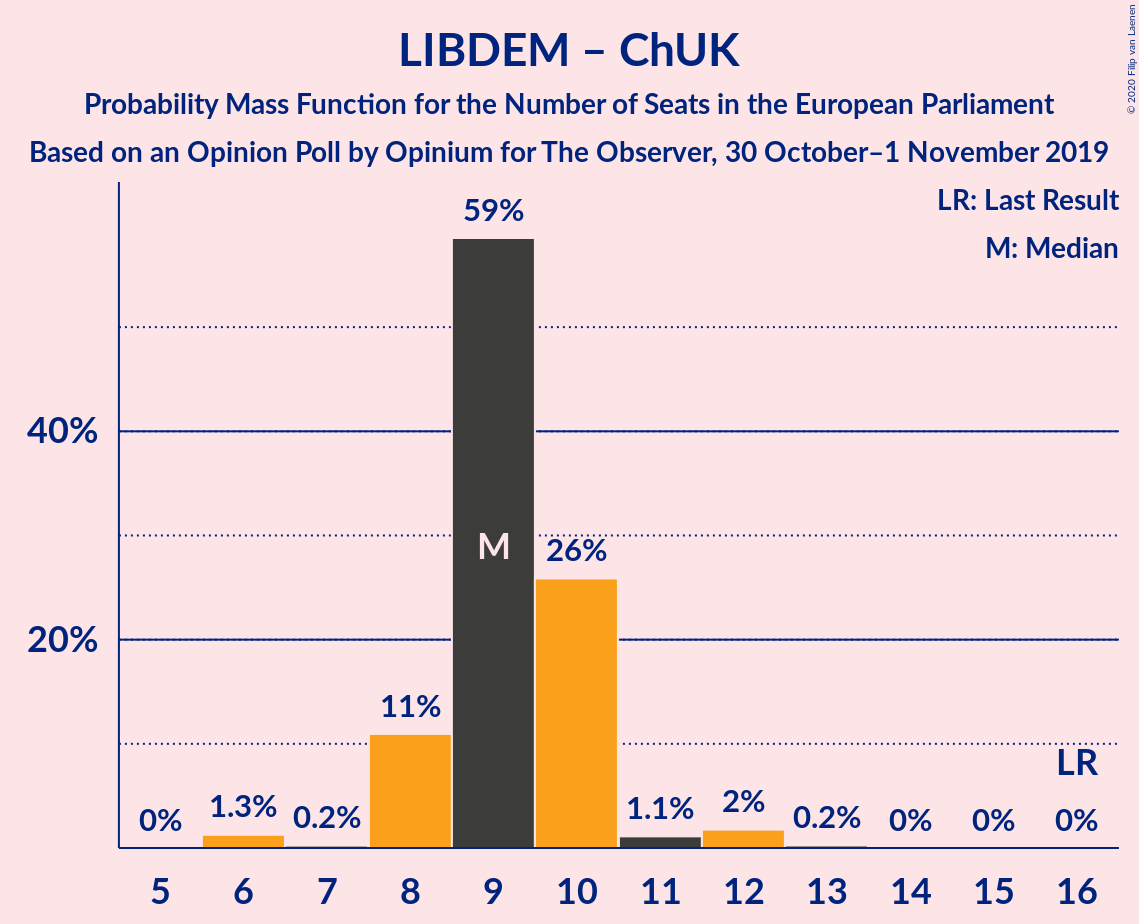 LIBDEM – ChUK
Probability Mass Function for the Number of Seats in the European Parliament
Based on an Opinion Poll by Opinium for The Observer, 30 October–1 November 2019
© 2020 Filip van Laenen
LR: Last Result
M: Median
59%
40%
M
26%
20%
11%
LR
0%
1.3%
0.2%
1.1%
2%
0.2%
0%
0%
0%
5 6 7 8 9 10 11 12 13 14 15 16